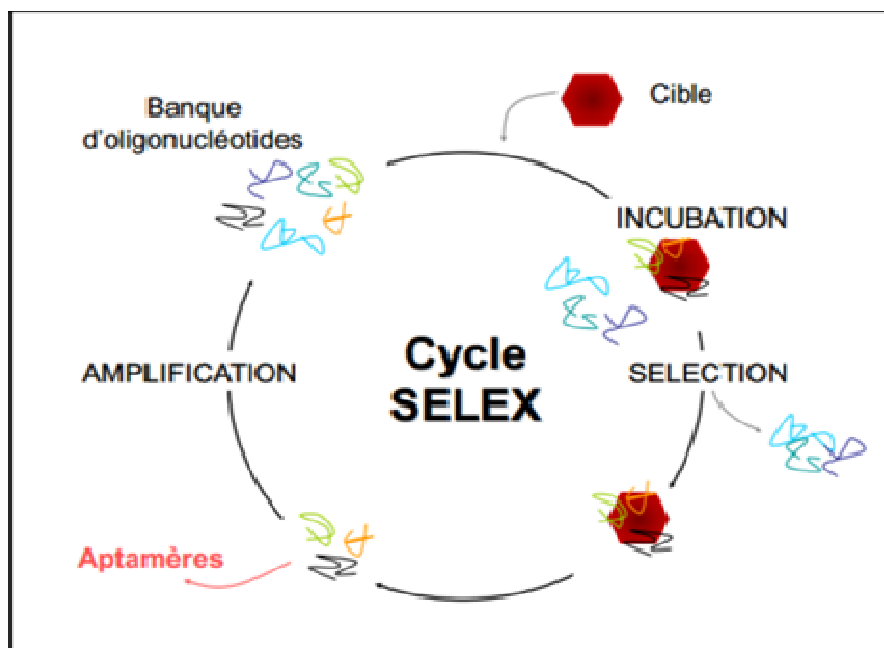 Banque
d'oligonucléotides
Cible
INCUBATION
SELECTION
Cycle
SELEX
AMPLIFICATION
Aptamères